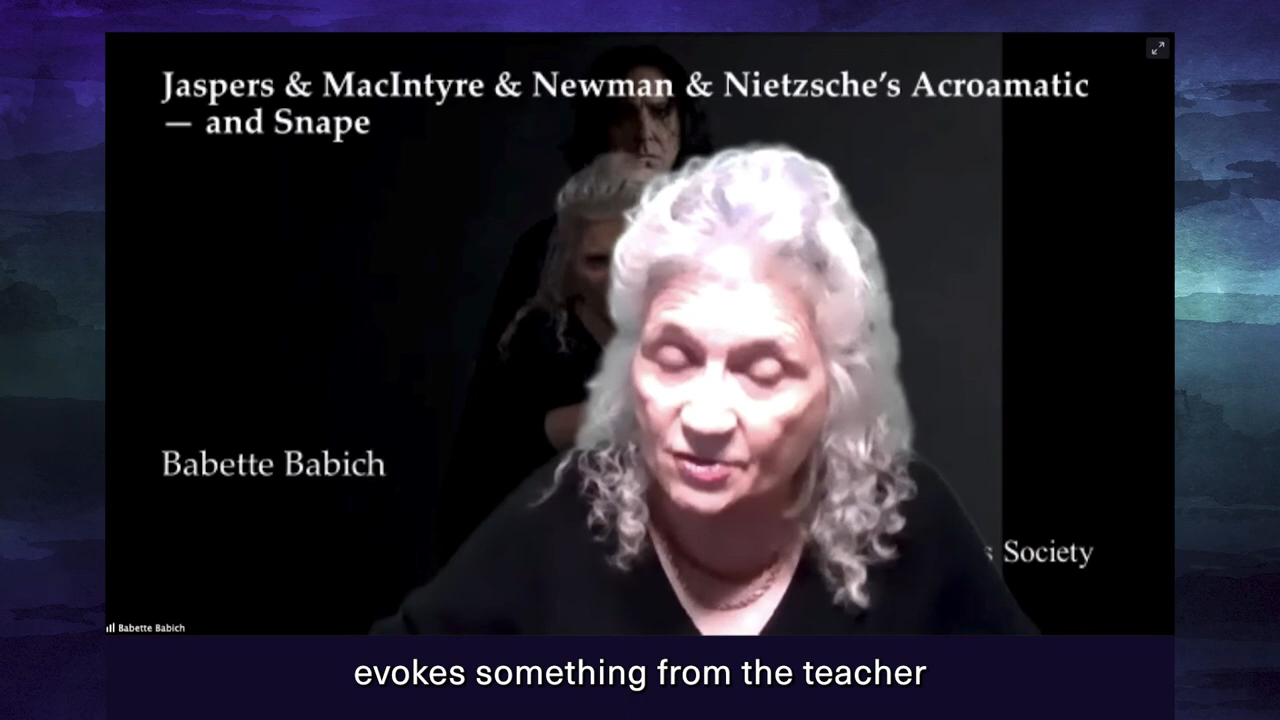 Jaspers & MacIntyre & Newman & Nietzsche's Acroamatic
— and Snape
Babette Babich
Society
Babette Babich
evokes something from the teacher